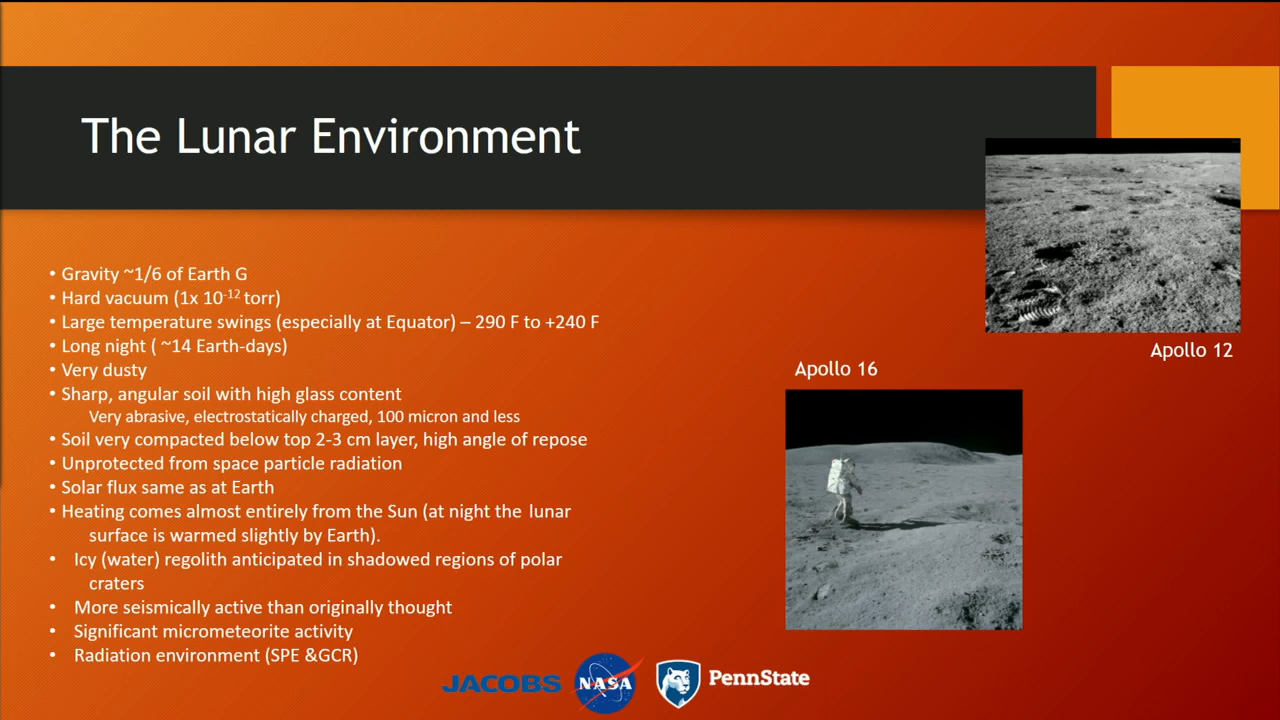 The Lunar Environment
• Gravity ~1/6 of Earth G
• Hard vacuum (1x 10⁻¹² torr)
• Large temperature swings (especially at Equator) – 290 F to +240 F
• Long night ( ~14 Earth-days)
• Very dusty
• Sharp, angular soil with high glass content
Very abrasive, electrostatically charged, 100 micron and less
• Soil very compacted below top 2-3 cm layer, high angle of repose
• Unprotected from space particle radiation
• Solar flux same as at Earth
• Heating comes almost entirely from the Sun (at night the lunar
surface is warmed slightly by Earth).
• Icy (water) regolith anticipated in shadowed regions of polar
craters
• More seismically active than originally thought
• Significant micrometeorite activity
• Radiation environment (SPE &GCR)
Apollo 12
Apollo 16
JACOBS
NASA
PennState